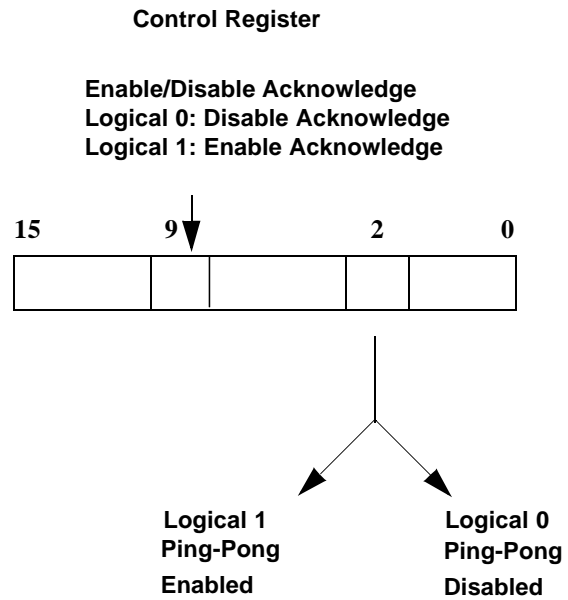 Control Register
Enable/Disable Acknowledge
Logical 0: Disable Acknowledge
Logical 1: Enable Acknowledge
15 9 2 0
Logical 1 Logical 0
Ping-Pong Ping-Pong
Enabled Disabled